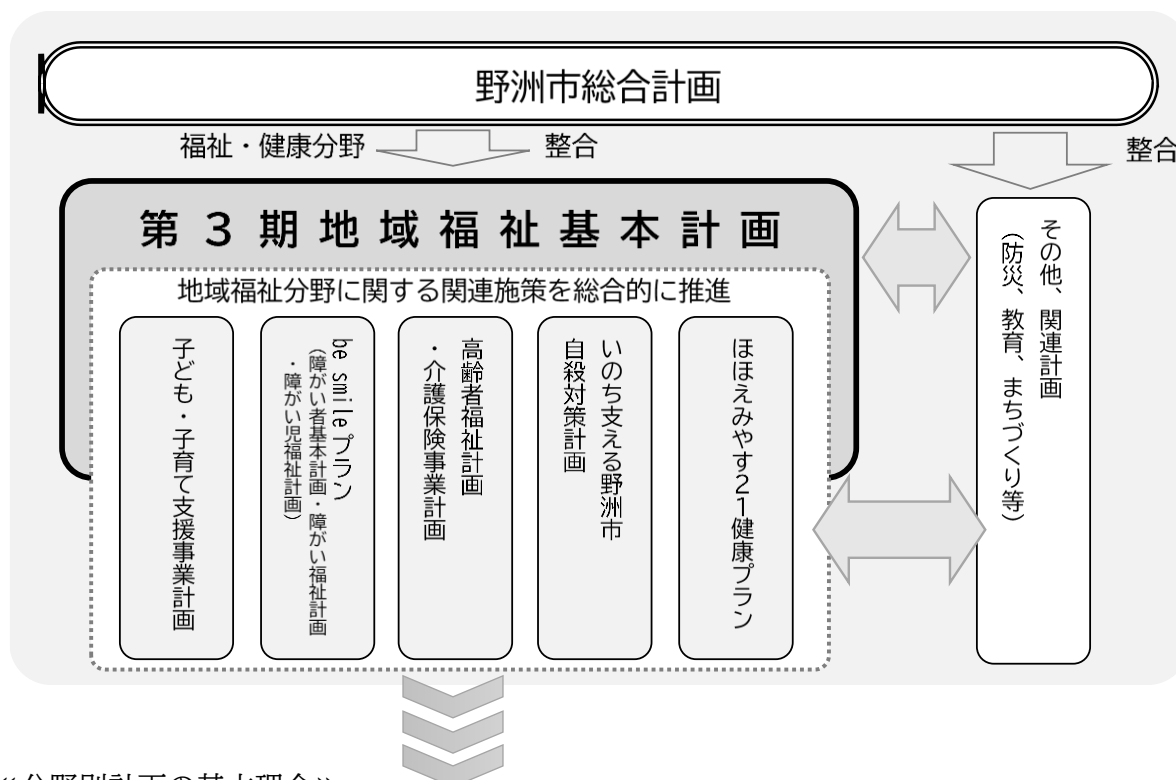 野洲市総合計画
福祉・健康分野
整合
整合
第３期地域福祉基本計画
地域福祉分野に関する関連施策を総合的に推進
子ども・子育て支援事業計画
be smile プラン
（障がい者基本計画・障がい福祉計画
・障がい児福祉計画）
高齢者福祉計画
・介護保険事業計画
いのち支える野洲市
自殺対策計画
ほほえみやす２１健康プラン
その他、関連計画
（防災、教育、まちづくり等）